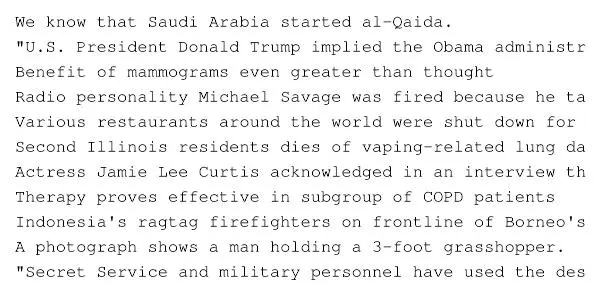 We know that Saudi Arabia started al-Qaida.
"U.S. President Donald Trump implied the Obama administr
Benefit of mammograms even greater than thought
Radio personality Michael Savage was fired because he ta
Various restaurants around the world were shut down for
Second Illinois residents dies of vaping-related lung da
Actress Jamie Lee Curtis acknowledged in an interview th
Therapy proves effective in subgroup of COPD patients
Indonesia's ragtag firefighters on frontline of Borneo's
A photograph shows a man holding a 3-foot grasshopper.
"Secret Service and military personnel have used the des